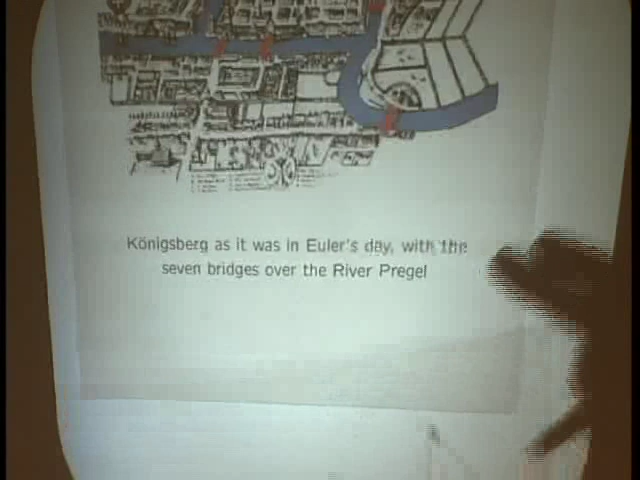 Königsberg as it was in Euler's day, with the
seven bridges over the River Pregel